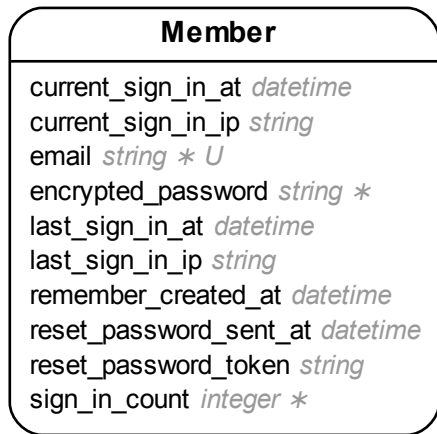 Member
current_sign_in_at datetime
current_sign_in_ip string
email string ∗ U
encrypted_password string ∗
last_sign_in_at datetime
last_sign_in_ip string
remember_created_at datetime
reset_password_sent_at datetime
reset_password_token string
sign_in_count integer ∗